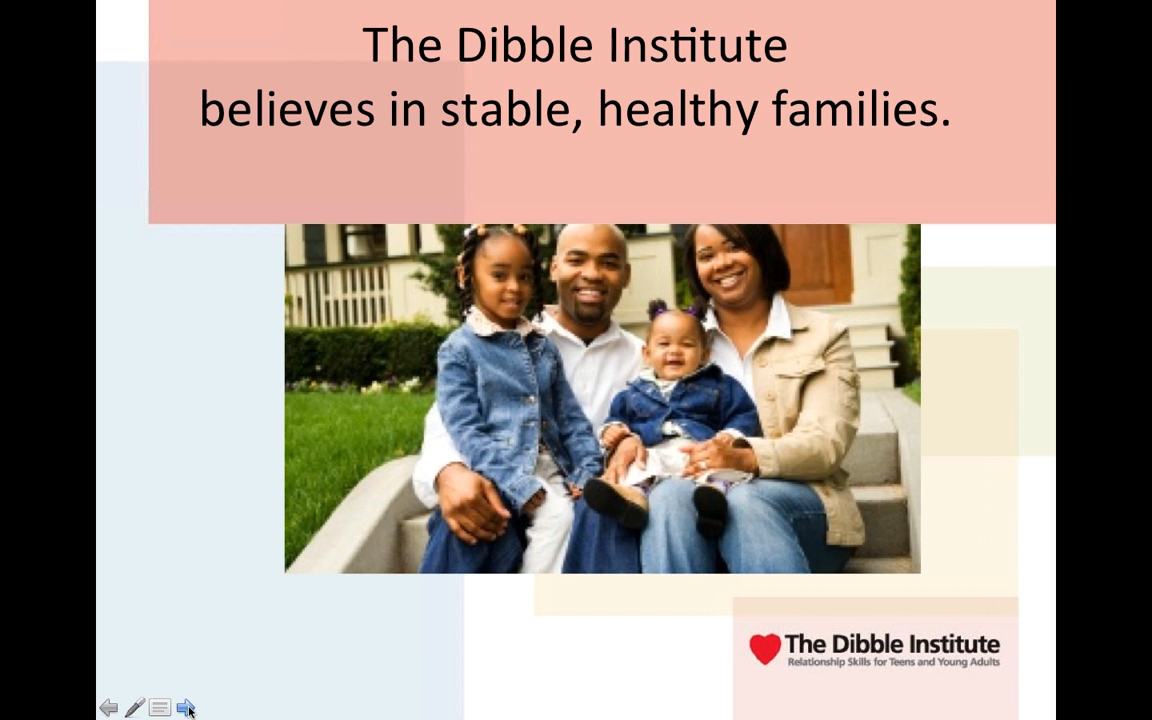 The Dibble Institute
believes in stable, healthy families.
The Dibble Institute
Relationship Skills for Teens and Young Adults